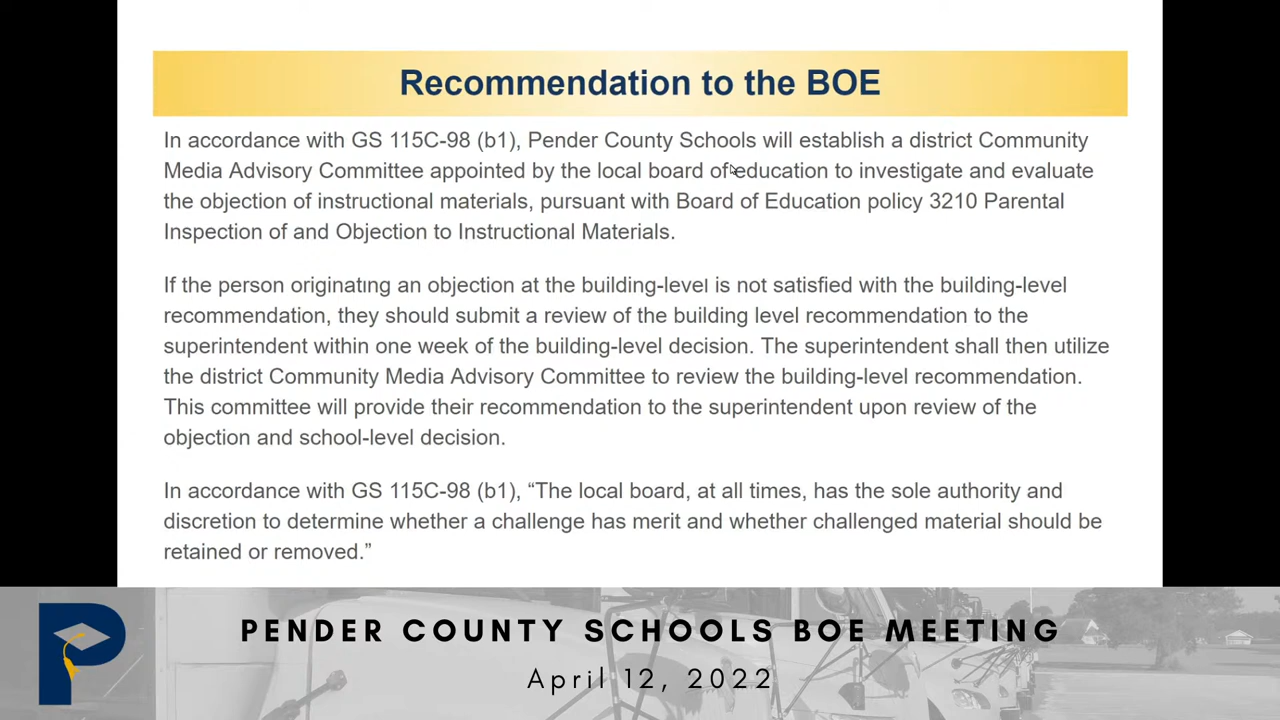 Recommendation to the BOE
In accordance with GS 115C-98 (b1), Pender County Schools will establish a district Community
Media Advisory Committee appointed by the local board of education to investigate and evaluate
the objection of instructional materials, pursuant with Board of Education policy 3210 Parental
Inspection of and Objection to Instructional Materials.
If the person originating an objection at the building-level is not satisfied with the building-level
recommendation, they should submit a review of the building level recommendation to the
superintendent within one week of the building-level decision. The superintendent shall then utilize
the district Community Media Advisory Committee to review the building-level recommendation.
This committee will provide their recommendation to the superintendent upon review of the
objection and school-level decision.
In accordance with GS 115C-98 (b1), “The local board, at all times, has the sole authority and
discretion to determine whether a challenge has merit and whether challenged material should be
retained or removed.”
P
PENDER COUNTY SCHOOLS BOE MEETING
April 12, 2022